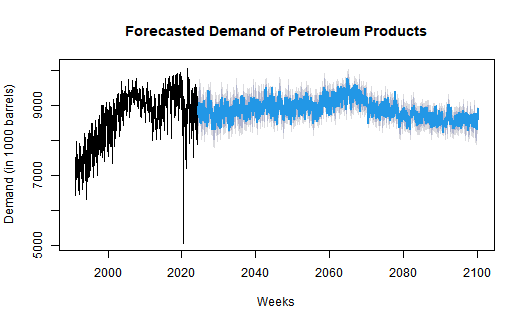 Forecasted Demand of Petroleum Products
Demand (in 1000 barrels)
9000
7000
5000
2000 2020 2040 2060 2080 2100
Weeks